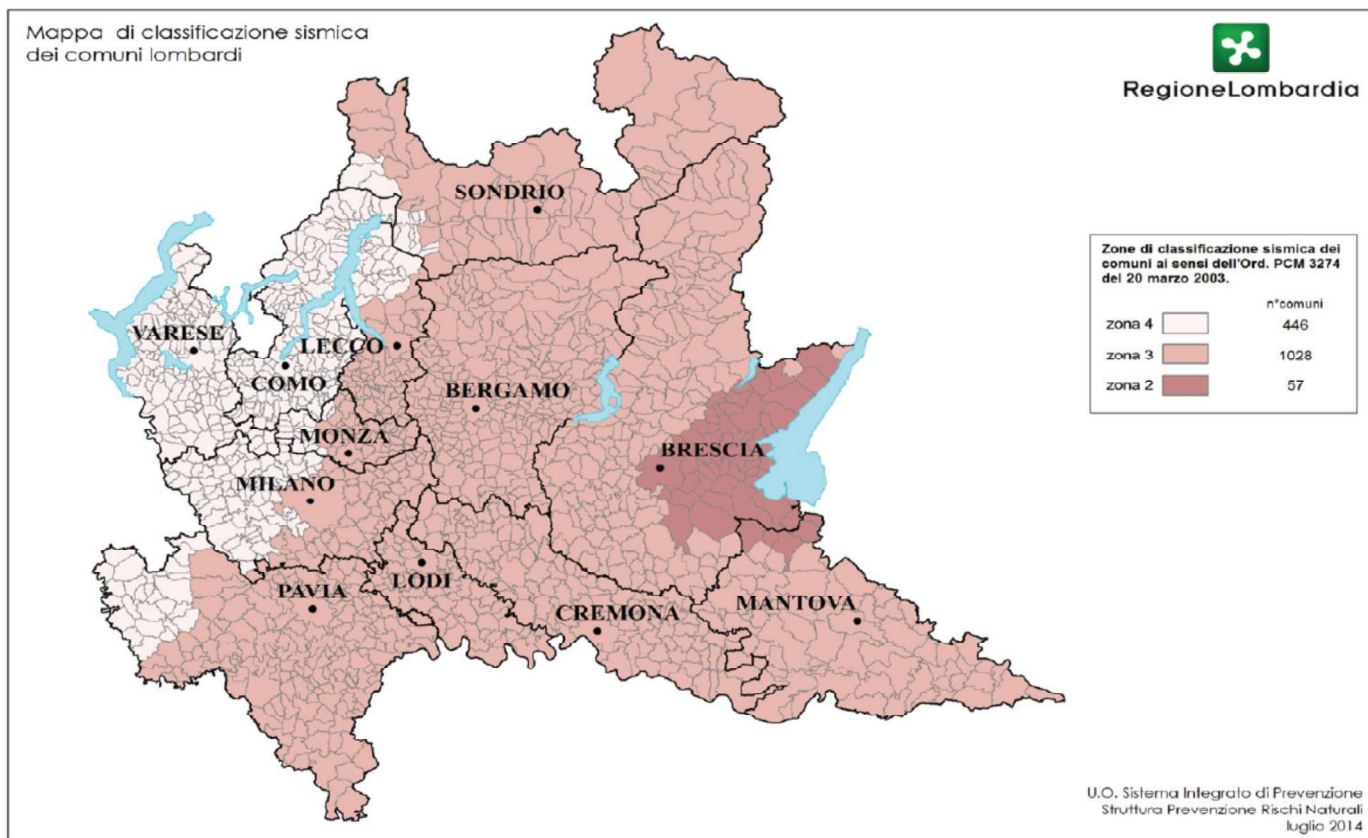 Mappa di classificazione sismica
dei comuni lombardi
RegioneLombardia
SONDRIO
VARESE
LECCO
COMO
BERGAMO
MONZA
BRESCIA
MILANO
LODI
PAVIA
CREMONA
MANTOVA
Zone di classificazione sismica dei
comuni ai sensi dell'Ord. PCM 3274
del 20 marzo 2003.
n°comuni
zona 4 446
zona 3 1028
zona 2 57
U.O. Sistema Integrato di Prevenzione
Struttura Prevenzione Rischi Naturali
luglio 2014